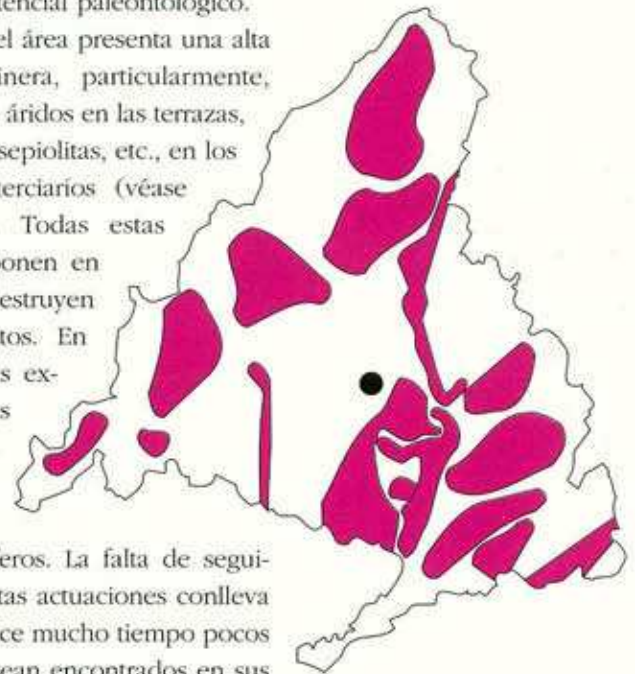 tencial paleontológico.
el área presenta una alta
inera, particularmente,
áridos en las terrazas,
sepiolitas, etc., en los
erciarios (véase
Todas estas
onen en
estruyen
tos. En
s ex-
s
eros. La falta de segui-
tas actuaciones conlleva
ce mucho tiempo pocos
ean encontrados en sus